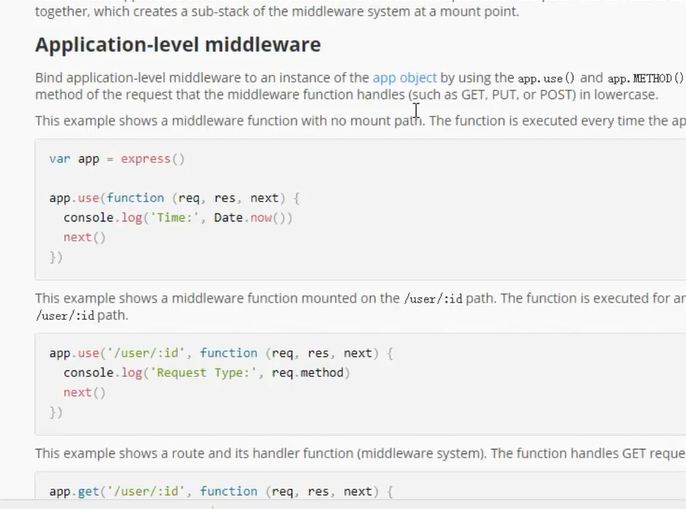 together, which creates a sub-stack of the middleware system at a mount point.
Application-level middleware
Bind application-level middleware to an instance of the app object by using the app.use() and app.METHOD()
method of the request that the middleware function handles (such as GET, PUT, or POST) in lowercase.
This example shows a middleware function with no mount path. The function is executed every time the ap
var app = express()
app.use(function (req, res, next) {
  console.log('Time:', Date.now())
  next()
})
This example shows a middleware function mounted on the /user/:id path. The function is executed for an
/user/:id path.
app.use('/user/:id', function (req, res, next) {
  console.log('Request Type:', req.method)
  next()
})
This example shows a route and its handler function (middleware system). The function handles GET reque
app.get('/user/:id', function (req, res, next) {